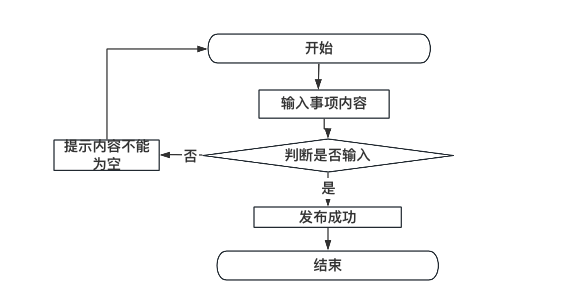 开始
输入事项内容
判断是否输入
否
提示内容不能
为空
是
发布成功
结束